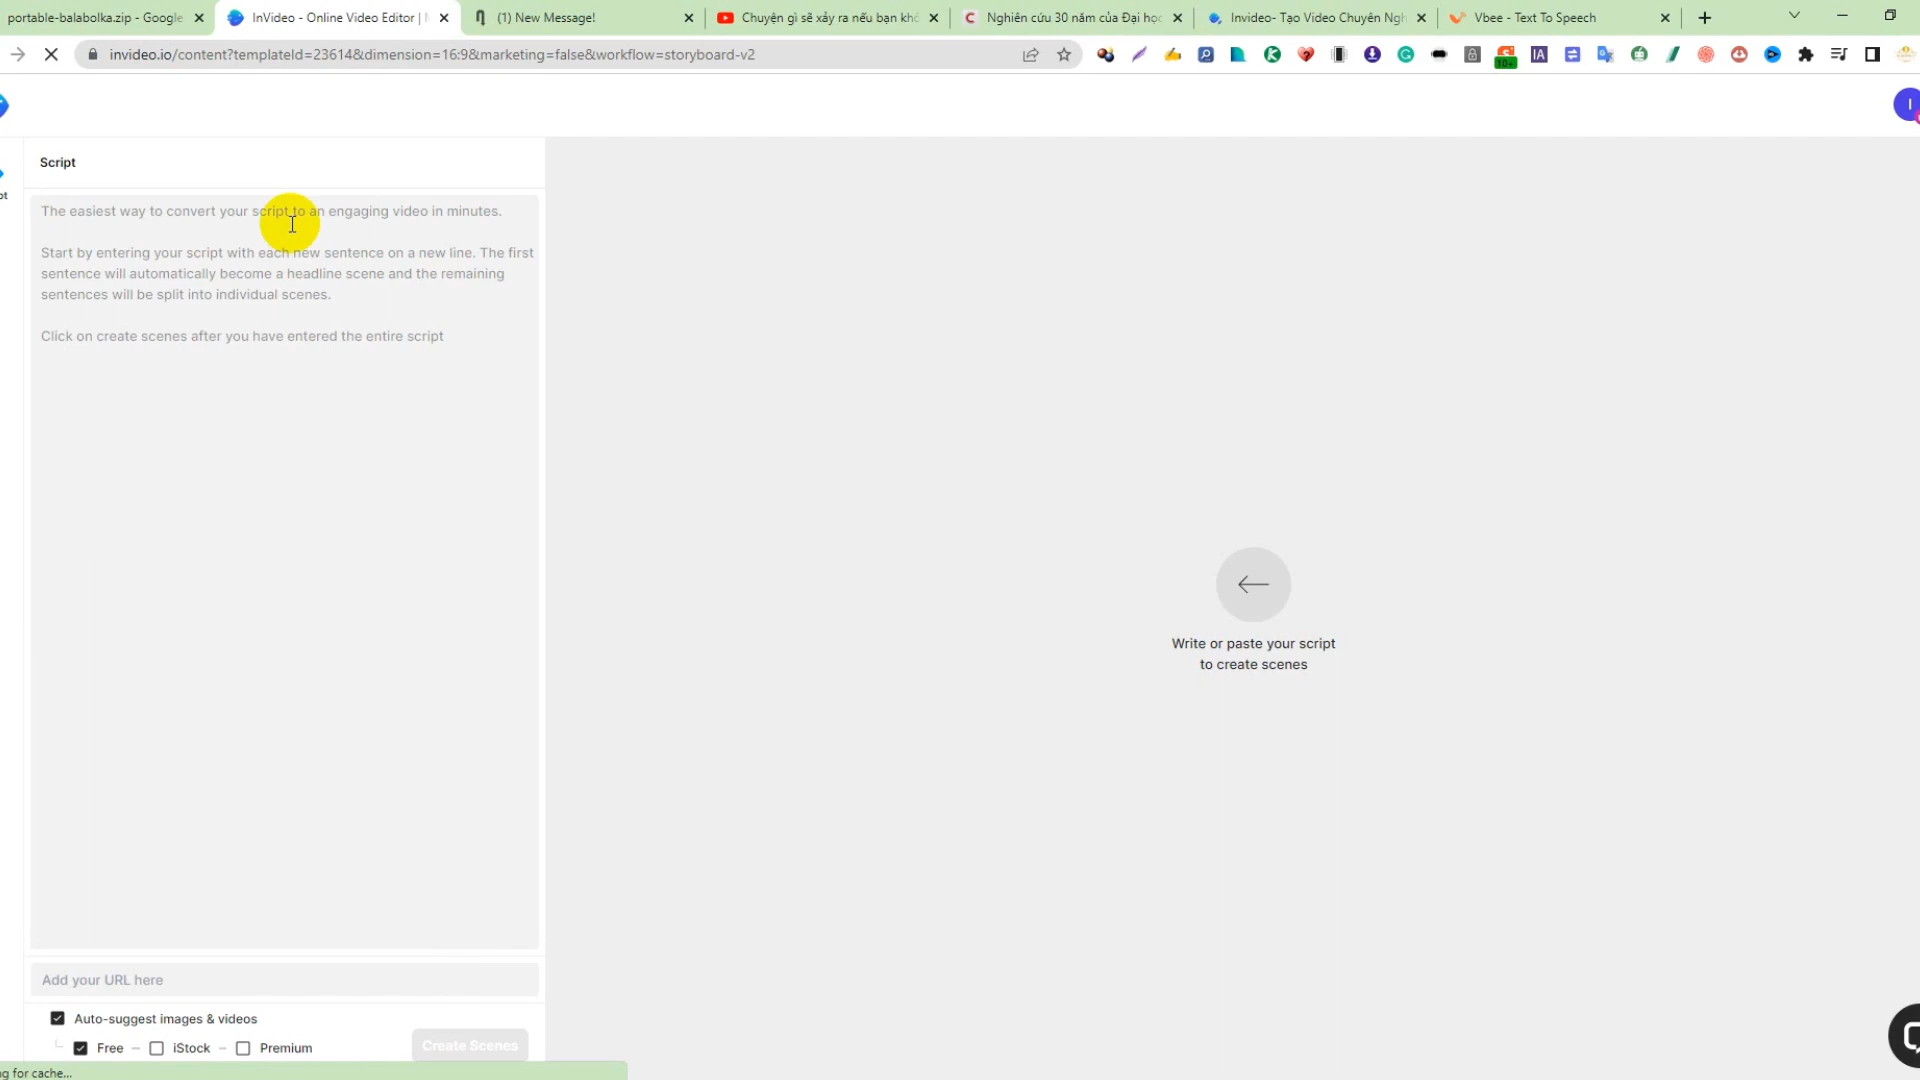 portable-balabolka.zip - Google
InVideo - Online Video Editor |
(1) New Message!
Chuyện gì sẽ xảy ra nếu bạn kh
Nghiên cứu 30 năm của Đại họ
Invideo- Tạo Video Chuyên Ngh
Vbee - Text To Speech
invideo.io/content?templateId=23614&dimension=16:9&marketing=false&workflow=storyboard-v2
10+
IA
I
pt
Script
The easiest way to convert your script to an engaging video in minutes.
Start by entering your script with each new sentence on a new line. The first
sentence will automatically become a headline scene and the remaining
sentences will be split into individual scenes.
Click on create scenes after you have entered the entire script
Write or paste your script
to create scenes
Add your URL here
Auto-suggest images & videos
Free – iStock – Premium
Create Scenes
ng for cache...